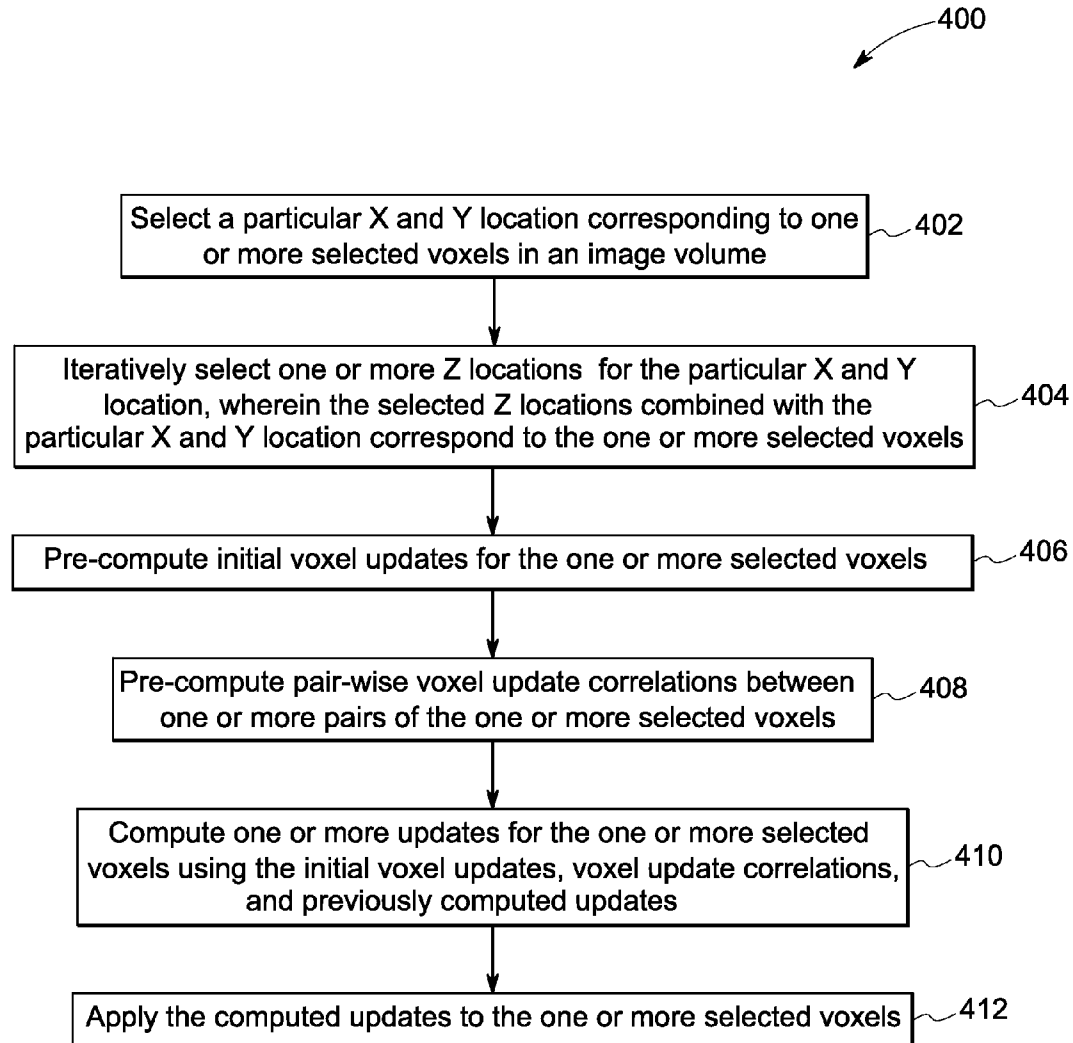 400
Select a particular X and Y location corresponding to one
or more selected voxels in an image volume
402
Iteratively select one or more Z locations for the particular X and Y
location, wherein the selected Z locations combined with the
particular X and Y location correspond to the one or more selected voxels
404
Pre-compute initial voxel updates for the one or more selected voxels
406
Pre-compute pair-wise voxel update correlations between
one or more pairs of the one or more selected voxels
408
Compute one or more updates for the one or more selected
voxels using the initial voxel updates, voxel update correlations,
and previously computed updates
410
Apply the computed updates to the one or more selected voxels
412